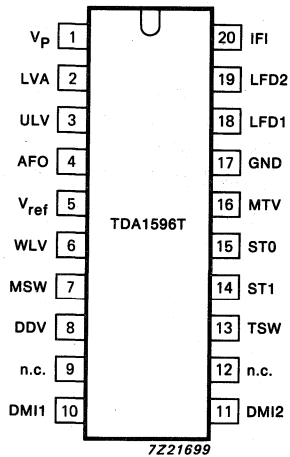 VP 1 20 IFI
LVA 2 19 LFD2
ULV 3 18 LFD1
AFO 4 17 GND
Vref 5 16 MTV
TDA1596T
WLV 6 15 ST0
MSW 7 14 ST1
DDV 8 13 TSW
n.c. 9 12 n.c.
DMI1 10 11 DMI2
7Z21699